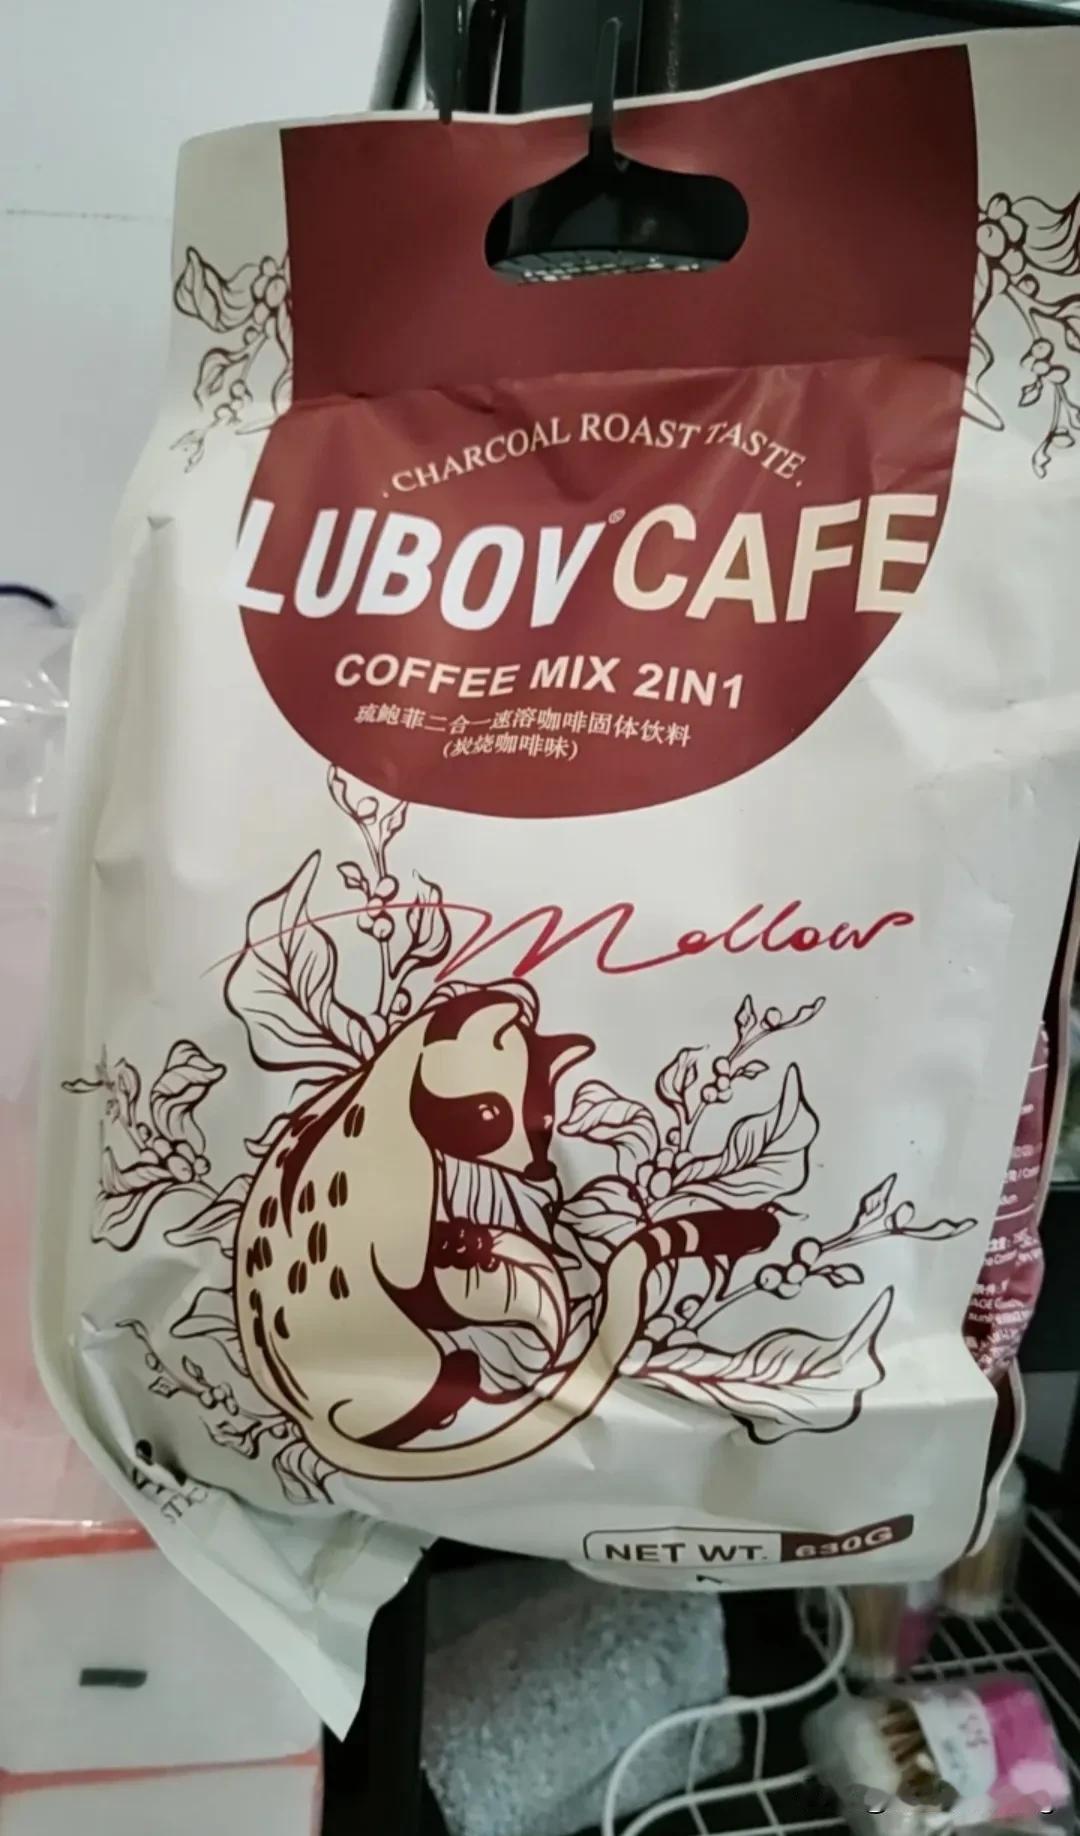 CHARCOAL ROAST TASTE
LUBOV® CAFE
COFFEE MIX 2IN1
琉鲍菲二合一速溶咖啡固体饮料
(炭烧咖啡味)
Mellow
NET WT. 630G